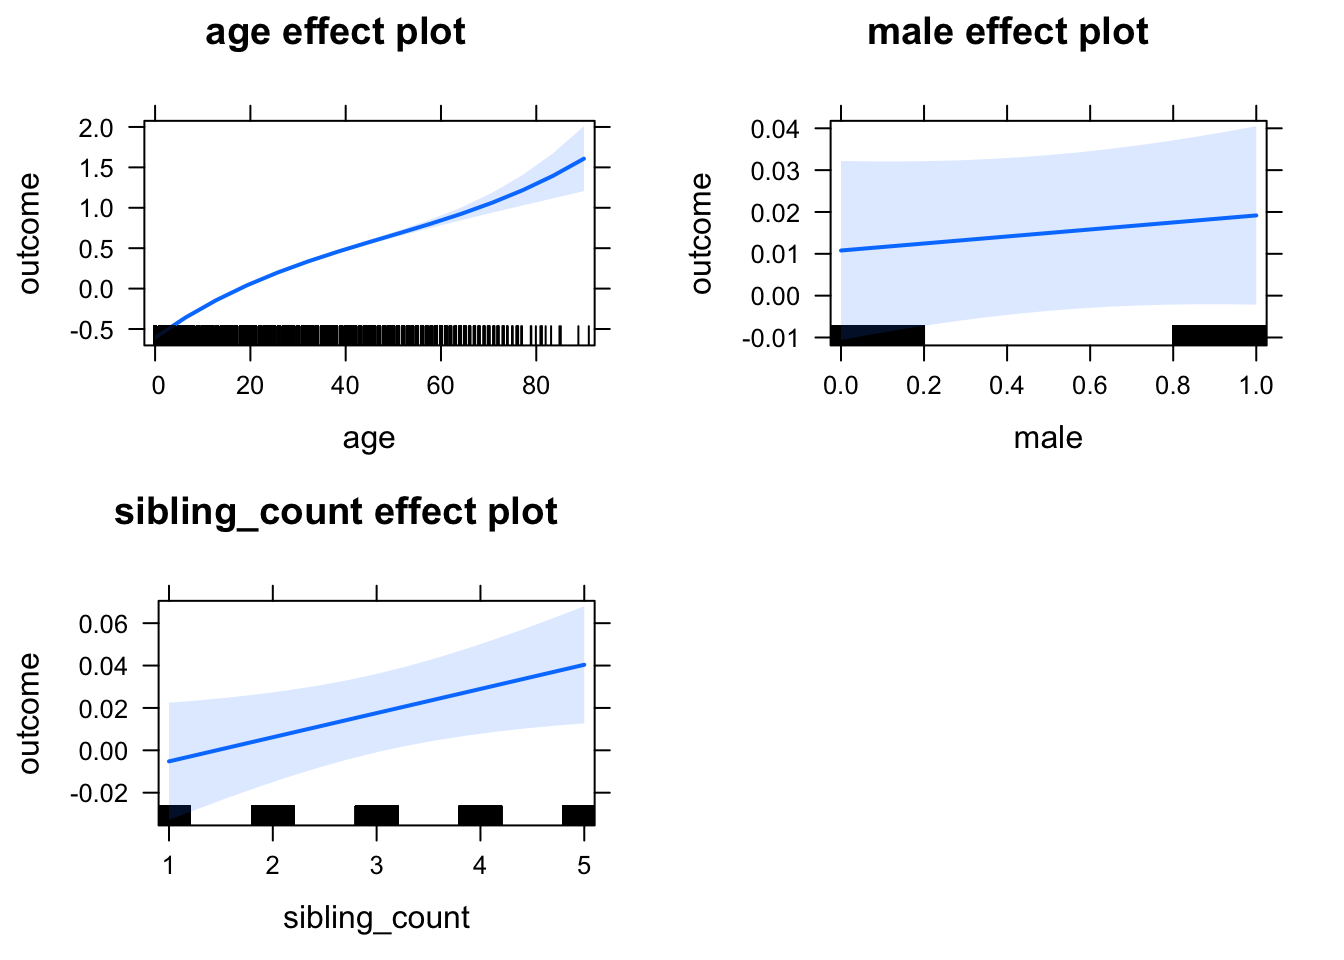 age effect plot
outcome
2.0
1.5
1.0
0.5
0.0
-0.5
0 20 40 60 80
age
male effect plot
outcome
0.04
0.03
0.02
0.01
0.00
-0.01
0.0 0.2 0.4 0.6 0.8 1.0
male
sibling_count effect plot
outcome
0.06
0.04
0.02
0.00
-0.02
1 2 3 4 5
sibling_count